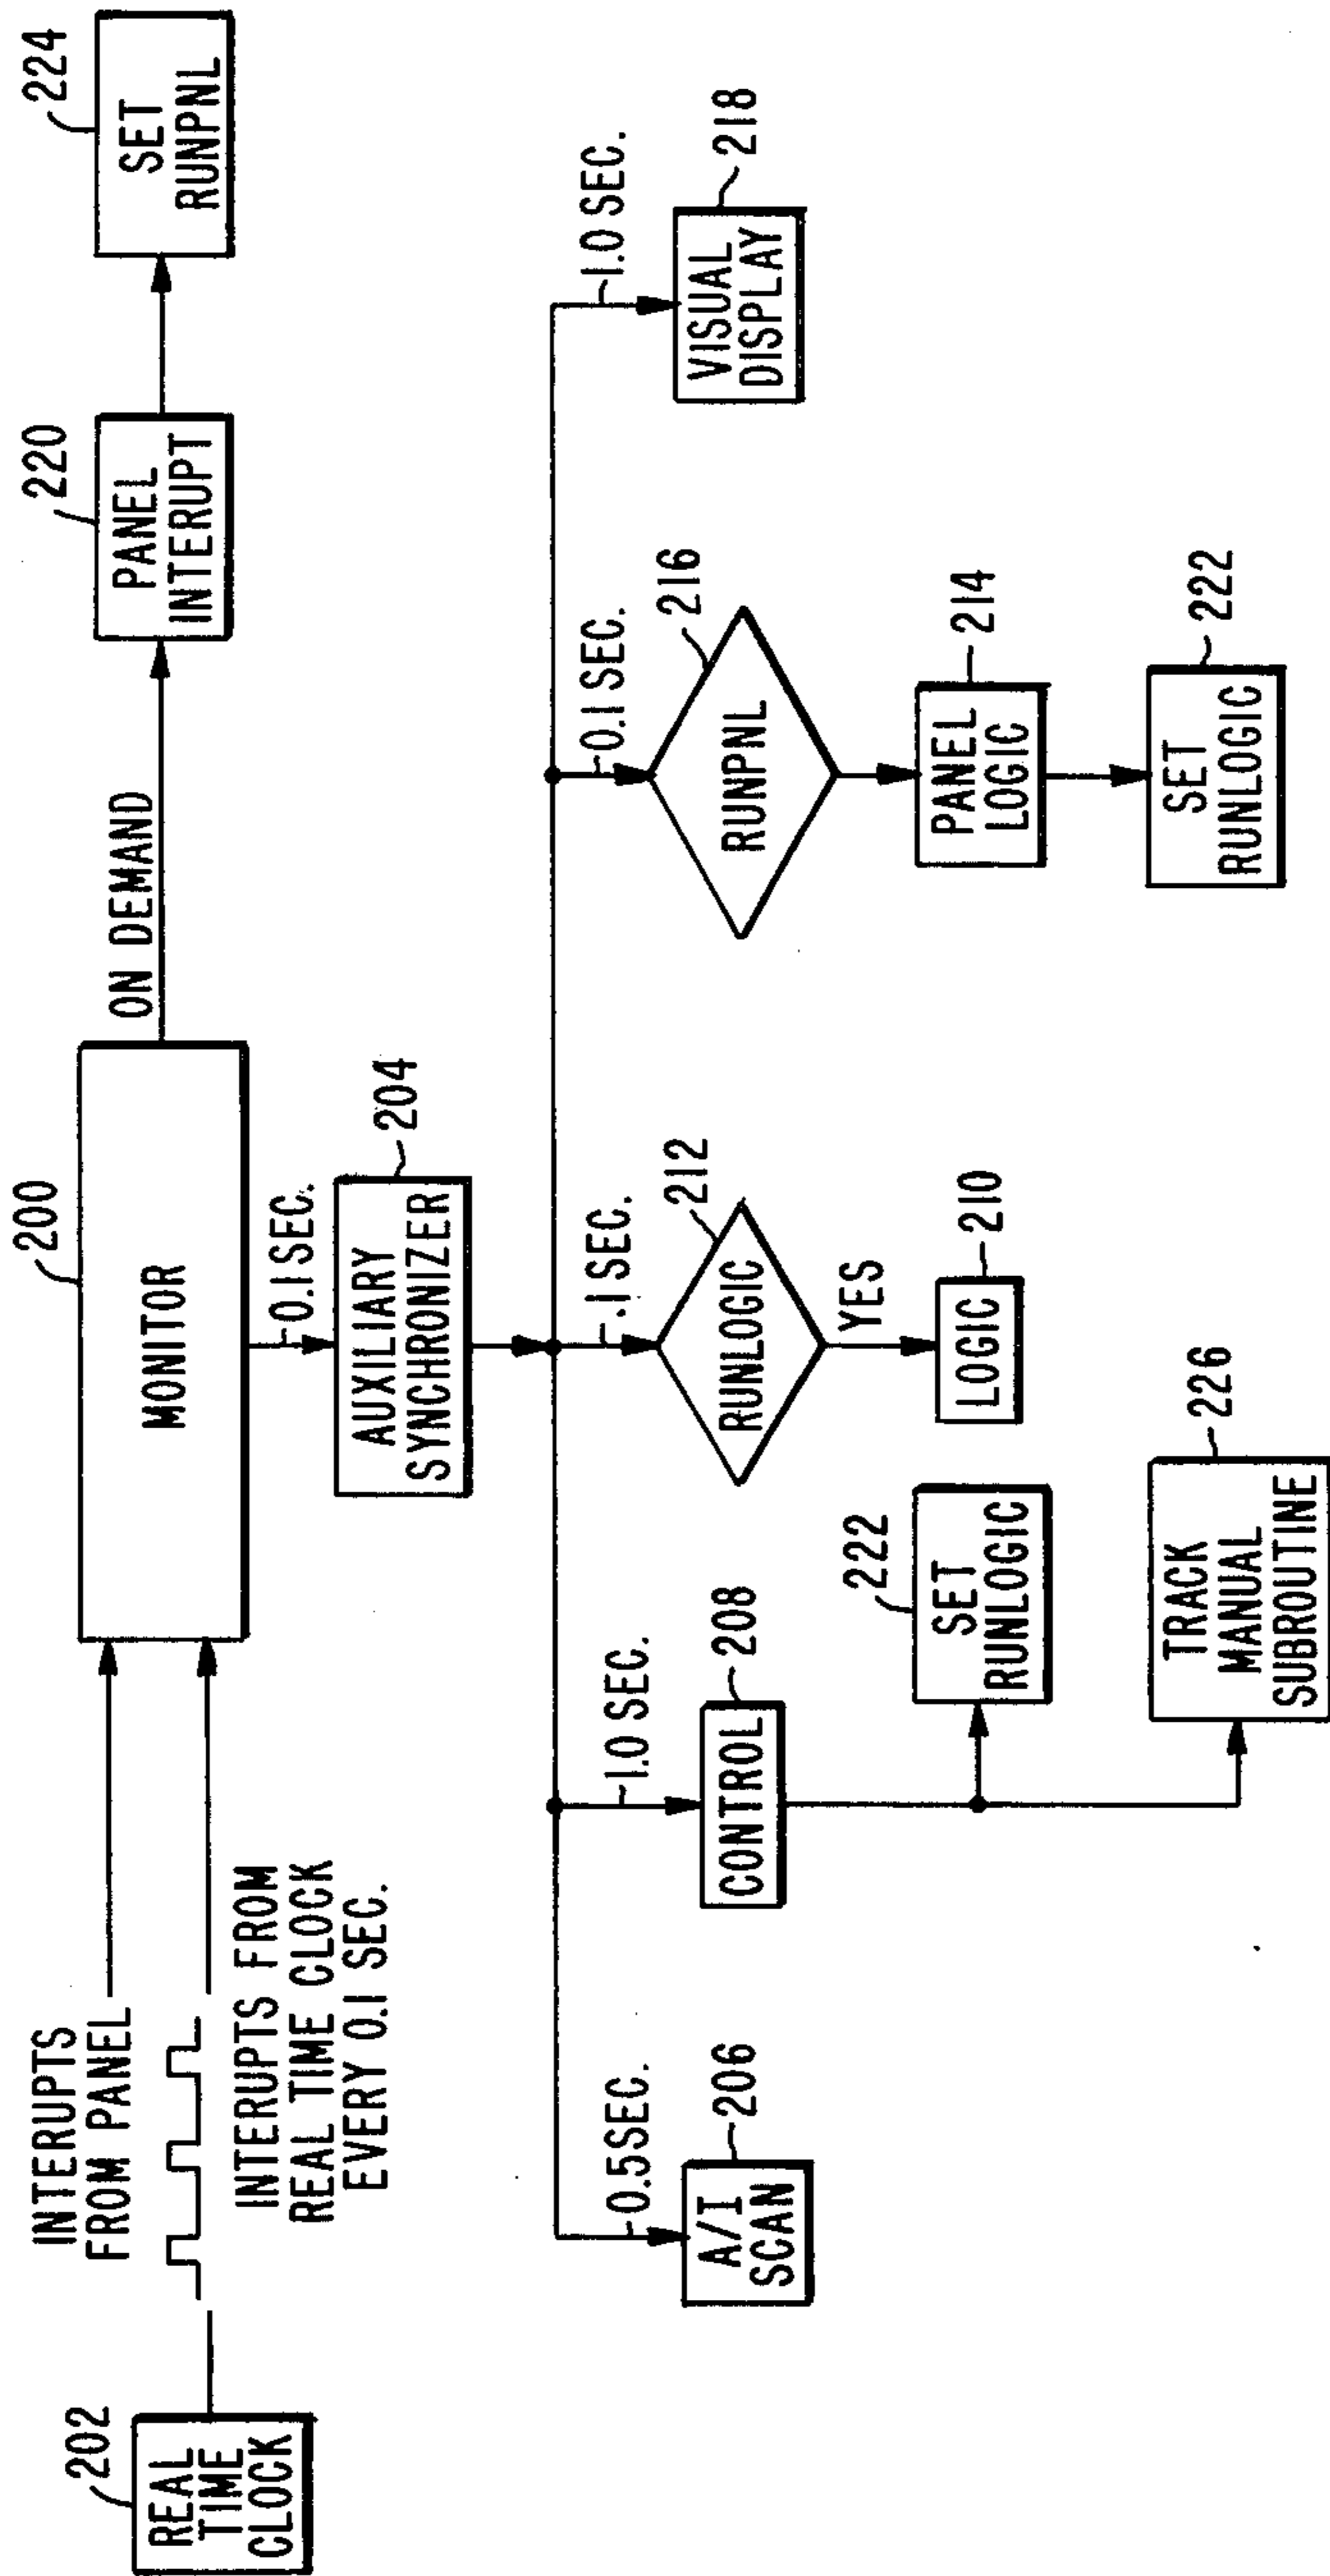 202
REAL
TIME
CLOCK
INTERUPTS
FROM PANEL
INTERUPTS FROM
REAL TIME CLOCK
EVERY 0.1 SEC.
200
MONITOR
ON DEMAND
220
PANEL
INTERUPT
224
SET
RUNPNL
0.1 SEC.
204
AUXILIARY
SYNCHRONIZER
0.5 SEC.
206
A/I
SCAN
1.0 SEC.
208
CONTROL
222
SET
RUNLOGIC
226
TRACK
MANUAL
SUBROUTINE
.1 SEC.
212
RUNLOGIC
YES
210
LOGIC
0.1 SEC.
216
RUNPNL
214
PANEL
LOGIC
222
SET
RUNLOGIC
1.0 SEC.
218
VISUAL
DISPLAY